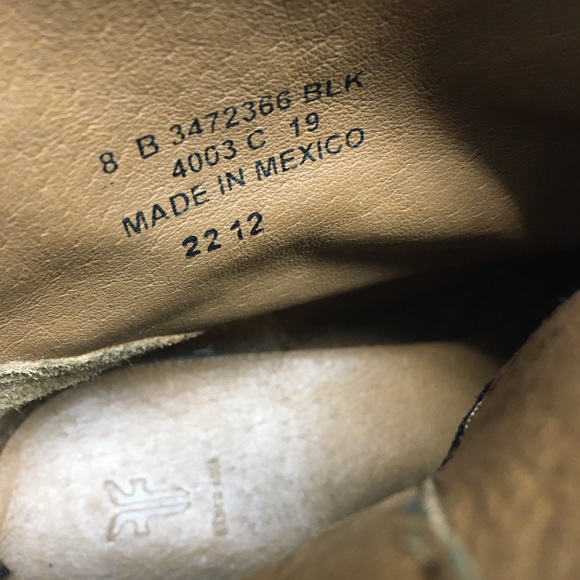 8 B 3472366 BLK
4003 C 19
MADE IN MEXICO
22 12